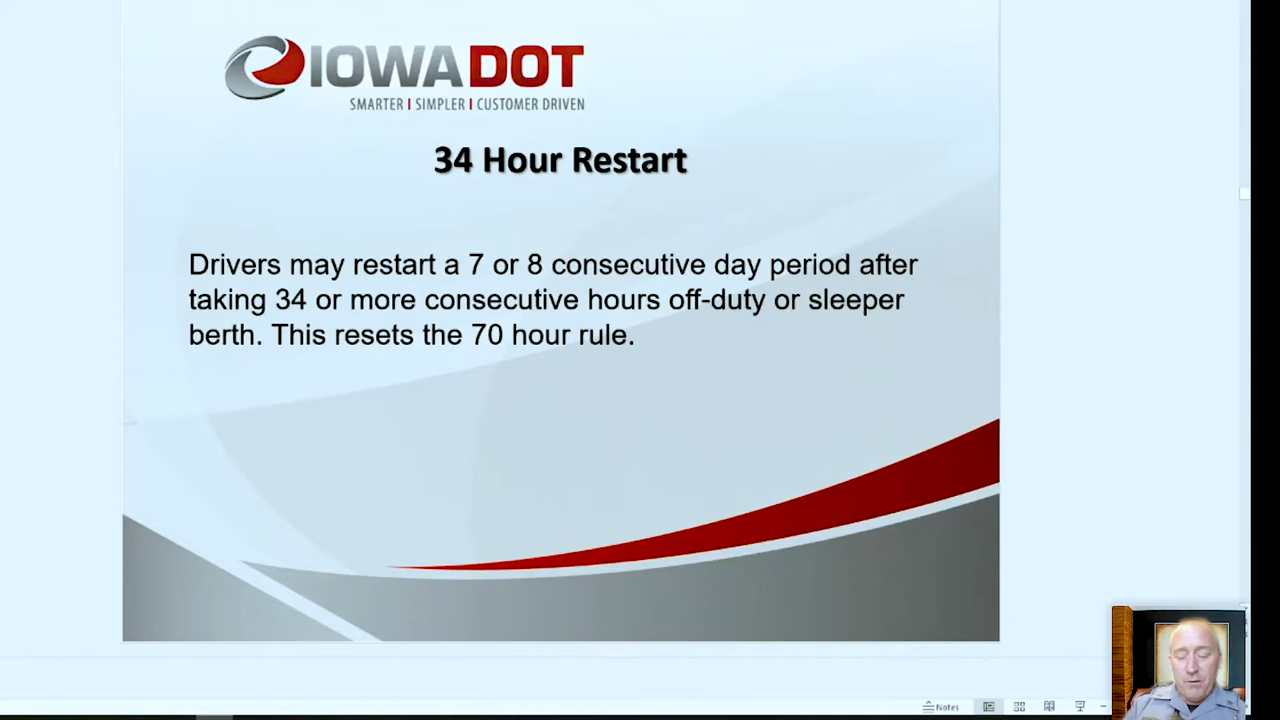 IOWADOT
SMARTER | SIMPLER | CUSTOMER DRIVEN
34 Hour Restart
Drivers may restart a 7 or 8 consecutive day period after
taking 34 or more consecutive hours off-duty or sleeper
berth. This resets the 70 hour rule.
Notes